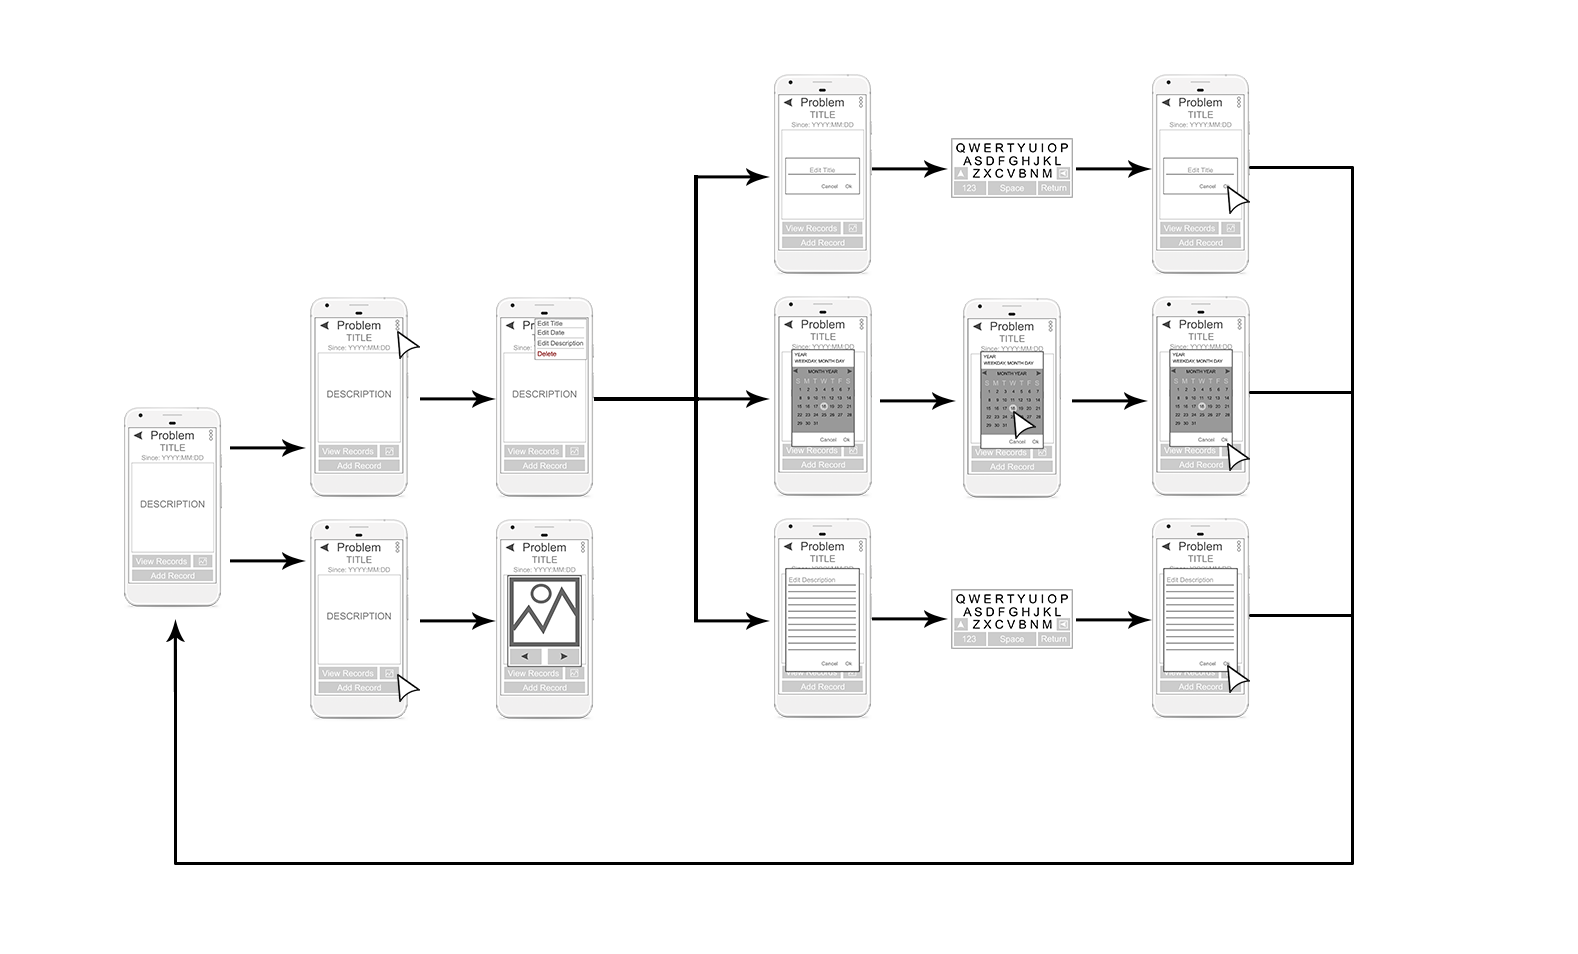 Problem
TITLE
Since: YYYY:MM:DD
DESCRIPTION
View Records
Add Record
Problem
TITLE
Since: YYYY:MM:DD
DESCRIPTION
View Records
Add Record
Pr
Edit Title
Edit Date
Edit Description
Delete
Since:
DESCRIPTION
View Records
Add Record
Problem
TITLE
Since: YYYY:MM:DD
DESCRIPTION
View Records
Add Record
Problem
TITLE
Since: YYYY:MM:DD
View Records
Add Record
Problem
TITLE
Since: YYYY:MM:DD
Edit Title
Cancel Ok
View Records
Add Record
QWERTYUIOP
ASDFGHJKL
ZXCVBNM
123 Space Return
Problem
TITLE
Since: YYYY:MM:DD
Edit Title
Cancel Ok
View Records
Add Record
Problem
TITLE
Since: YYYY:MM:DD
YEAR
WEEKDAY, MONTH DAY
MONTH YEAR
S M T W T F S
1 2 3 4 5 6 7
8 9 10 11 12 13 14
15 16 17 18 19 20 21
22 23 24 25 26 27 28
29 30 31
Cancel Ok
View Records
Add Record
Problem
TITLE
Since: YYYY:MM:DD
YEAR
WEEKDAY, MONTH DAY
MONTH YEAR
S M T W T F S
1 2 3 4 5 6 7
8 9 10 11 12 13 14
15 16 17 18 19 20 21
22 23 24 25 26 27 28
29 30 31
Cancel Ok
View Records
Add Record
Problem
TITLE
Since: YYYY:MM:DD
YEAR
WEEKDAY, MONTH DAY
MONTH YEAR
S M T W T F S
1 2 3 4 5 6 7
8 9 10 11 12 13 14
15 16 17 18 19 20 21
22 23 24 25 26 27 28
29 30 31
Cancel Ok
View Records
Add Record
Problem
TITLE
Edit Description
Cancel Ok
View Records
Add Record
QWERTYUIOP
ASDFGHJKL
ZXCVBNM
123 Space Return
Problem
TITLE
Edit Description
Cancel Ok
View Records
Add Record